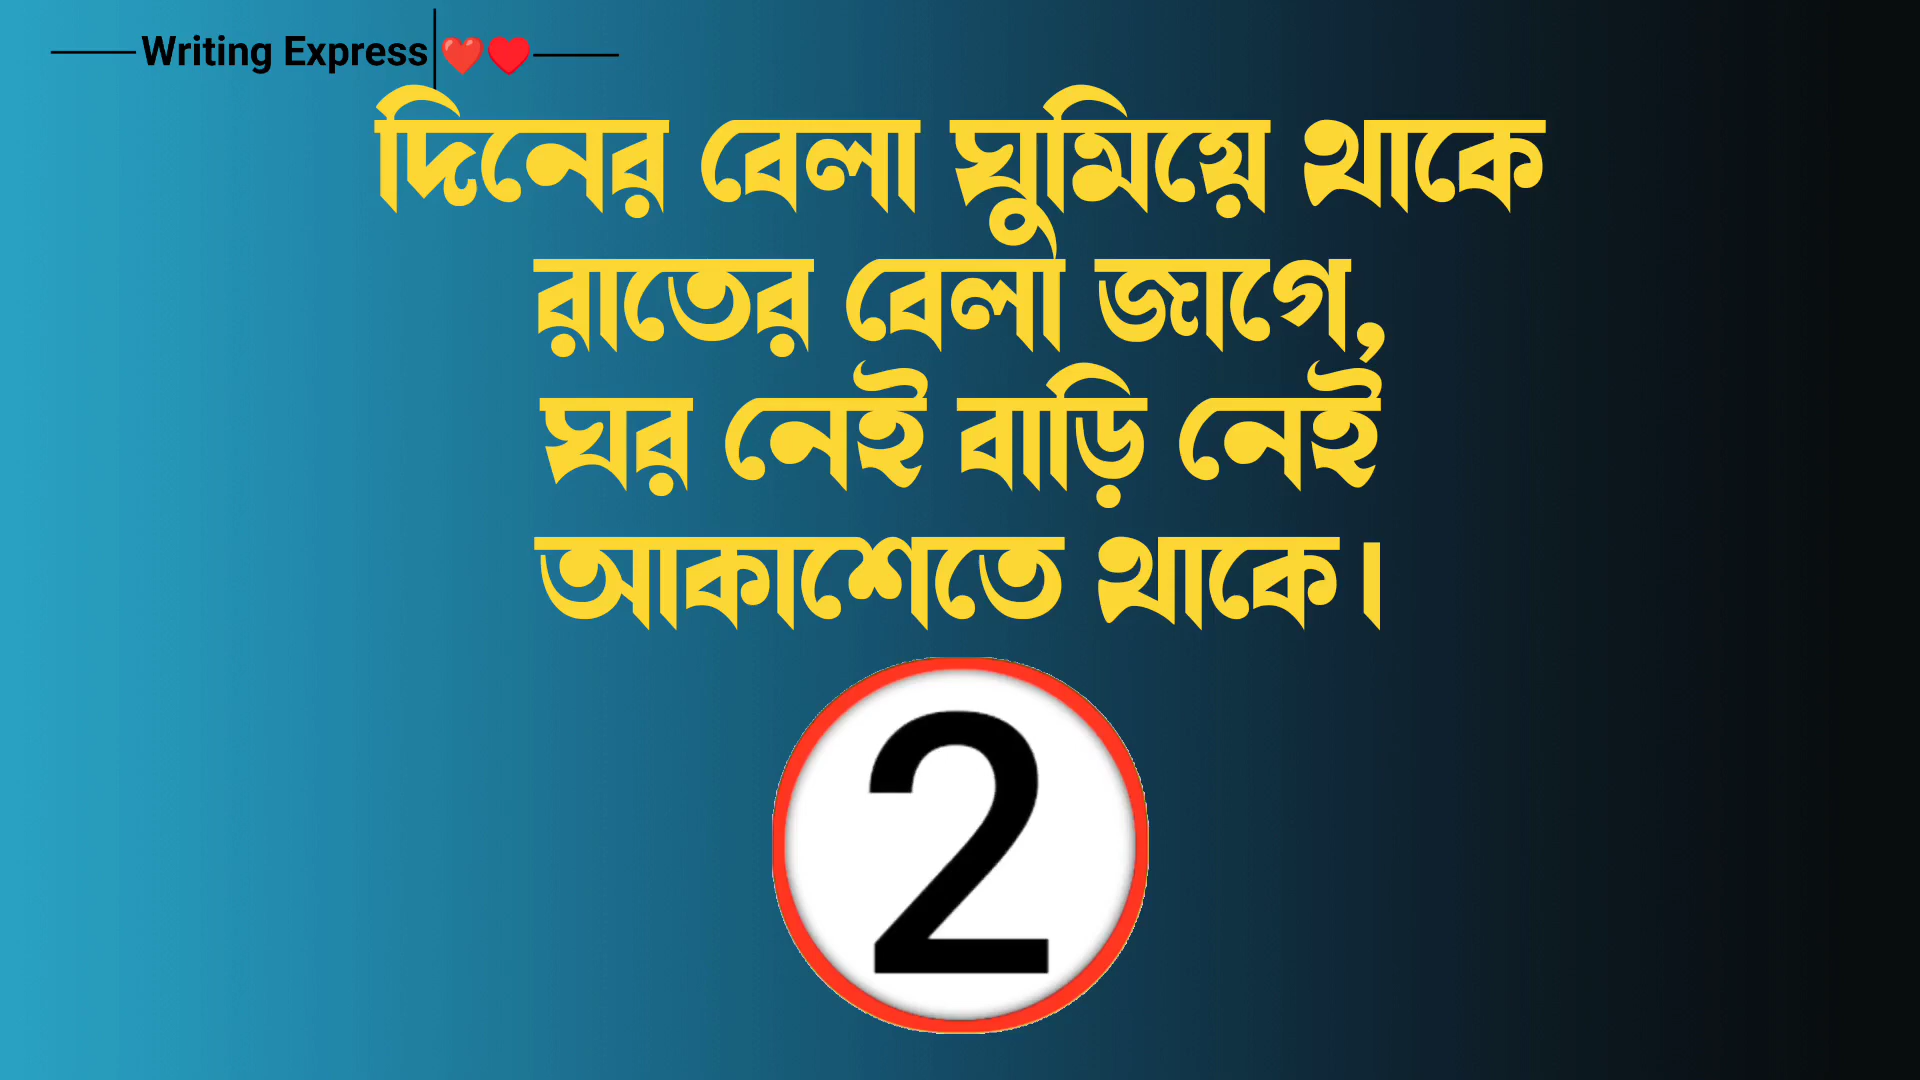 Writing Express ❤️♥️
দিনের বেলা ঘুমিয়ে থাকে
রাতের বেলা জাগে,
ঘর নেই বাড়ি নেই
আকাশেতে থাকে।
2